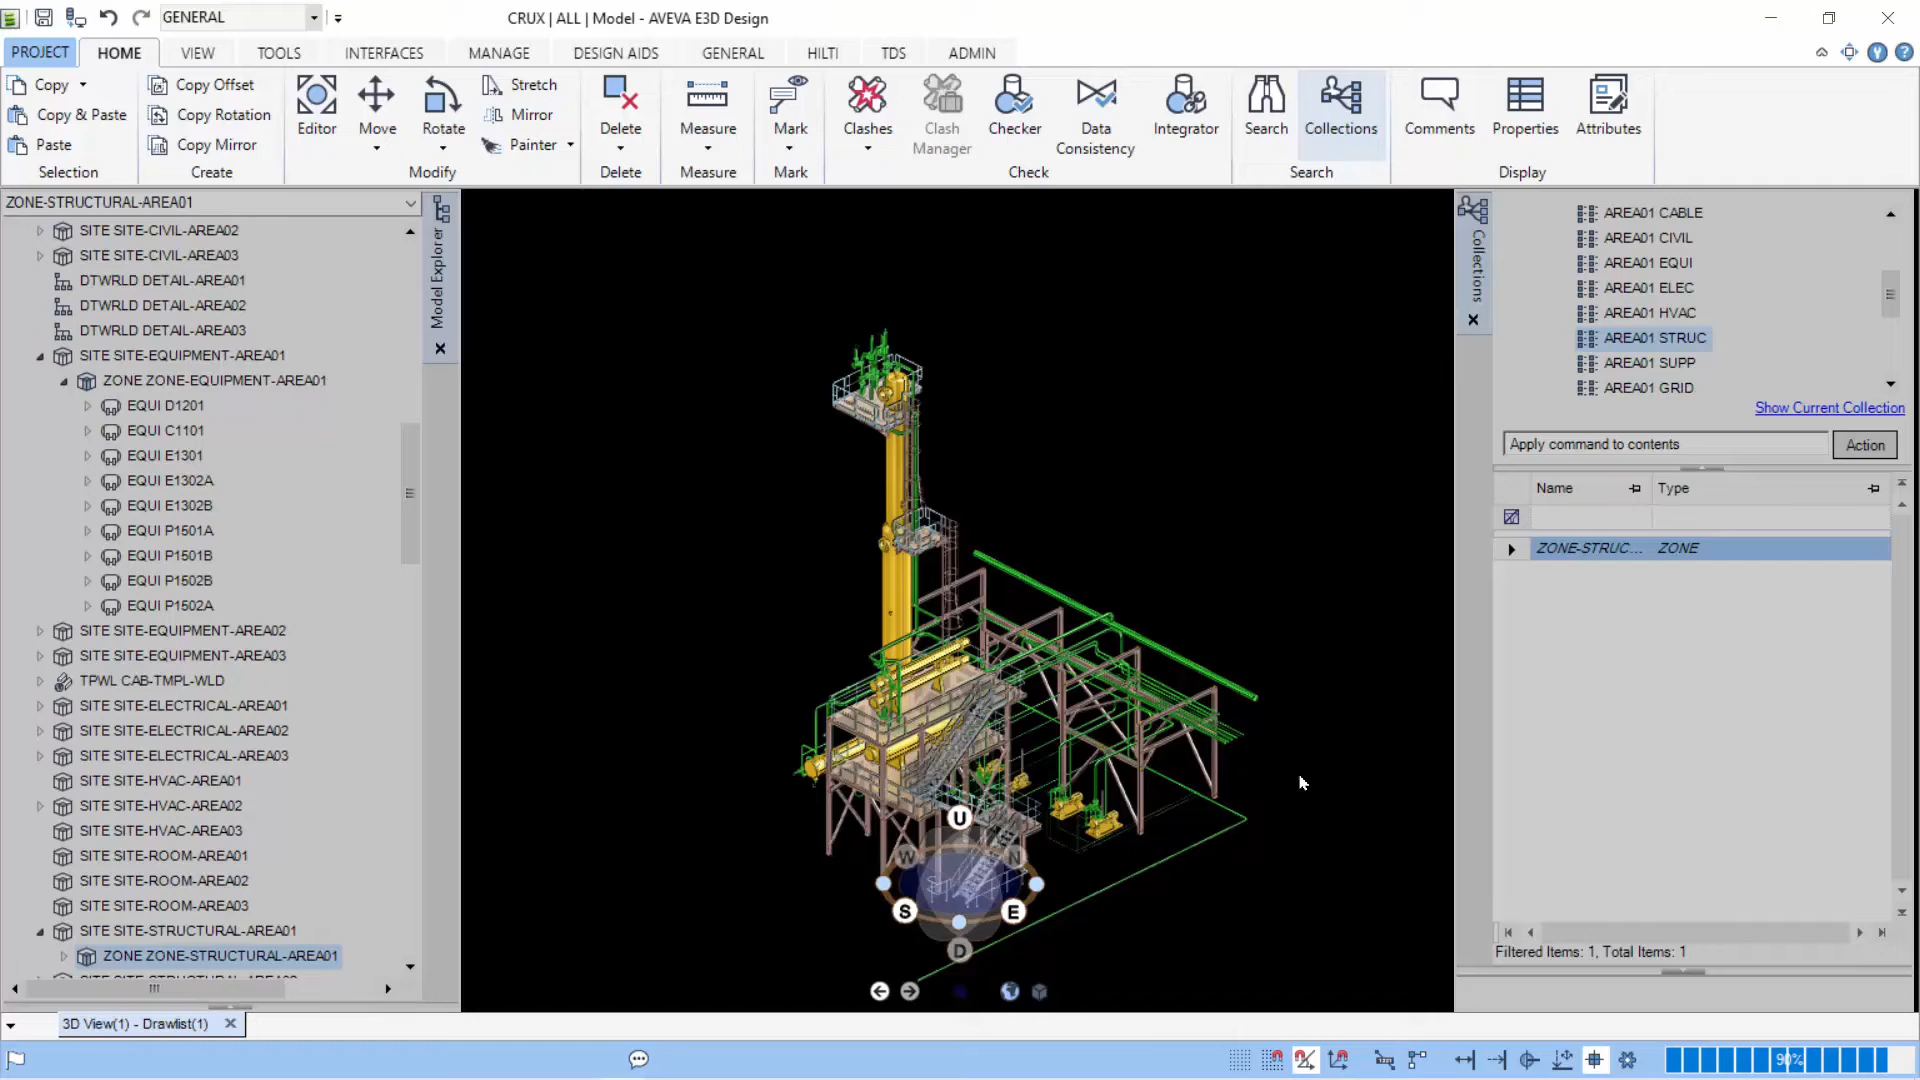 GENERAL
CRUX | ALL | Model - AVEVA E3D Design
PROJECT
HOME
VIEW
TOOLS
INTERFACES
MANAGE
DESIGN AIDS
GENERAL
HILTI
TDS
ADMIN
Copy
Copy & Paste
Paste
Selection
Copy Offset
Copy Rotation
Copy Mirror
Create
Editor
Move
Rotate
Stretch
Mirror
Painter
Modify
Delete
Delete
Measure
Measure
Mark
Mark
Clashes
Clash
Manager
Checker
Data
Consistency
Integrator
Check
Search
Collections
Search
Comments
Properties
Attributes
Display
ZONE-STRUCTURAL-AREA01
SITE SITE-CIVIL-AREA02
SITE SITE-CIVIL-AREA03
DTWRLD DETAIL-AREA01
DTWRLD DETAIL-AREA02
DTWRLD DETAIL-AREA03
SITE SITE-EQUIPMENT-AREA01
ZONE ZONE-EQUIPMENT-AREA01
EQUI D1201
EQUI C1101
EQUI E1301
EQUI E1302A
EQUI E1302B
EQUI P1501A
EQUI P1501B
EQUI P1502B
EQUI P1502A
SITE SITE-EQUIPMENT-AREA02
SITE SITE-EQUIPMENT-AREA03
TPWL CAB-TMPL-WLD
SITE SITE-ELECTRICAL-AREA01
SITE SITE-ELECTRICAL-AREA02
SITE SITE-ELECTRICAL-AREA03
SITE SITE-HVAC-AREA01
SITE SITE-HVAC-AREA02
SITE SITE-HVAC-AREA03
SITE SITE-ROOM-AREA01
SITE SITE-ROOM-AREA02
SITE SITE-ROOM-AREA03
SITE SITE-STRUCTURAL-AREA01
ZONE ZONE-STRUCTURAL-AREA01
Model Explorer
U
W
N
S
E
D
Collections
AREA01 CABLE
AREA01 CIVIL
AREA01 EQUI
AREA01 ELEC
AREA01 HVAC
AREA01 STRUC
AREA01 SUPP
AREA01 GRID
Show Current Collection
Apply command to contents
Action
Name
Type
ZONE-STRUC...
ZONE
Filtered Items: 1, Total Items: 1
3D View(1) - Drawlist(1)
90%